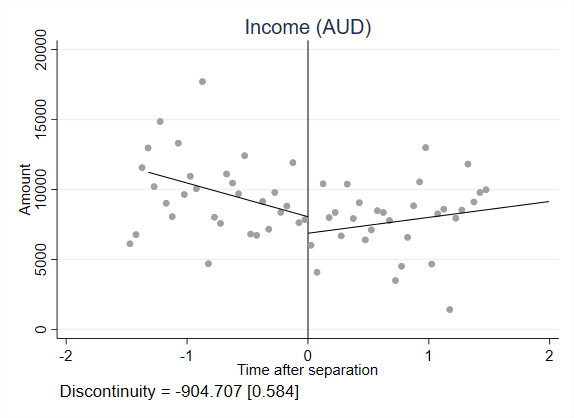 Income (AUD)
20000
15000
10000
5000
0
Amount
-2
-1
0
1
2
Time after separation
Discontinuity = -904.707 [0.584]